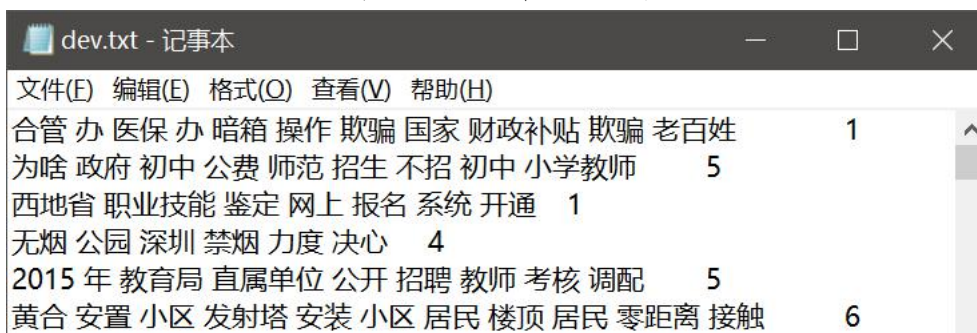 dev.txt - 记事本
文件(F) 编辑(E) 格式(O) 查看(V) 帮助(H)
合管 办 医保 办 暗箱 操作 欺骗 国家 财政补贴 欺骗 老百姓 1
为啥 政府 初中 公费 师范 招生 不招 初中 小学教师 5
西地省 职业技能 鉴定 网上 报名 系统 开通 1
无烟 公园 深圳 禁烟 力度 决心 4
2015 年 教育局 直属单位 公开 招聘 教师 考核 调配 5
黄合 安置 小区 发射塔 安装 小区 居民 楼顶 居民 零距离 接触 6